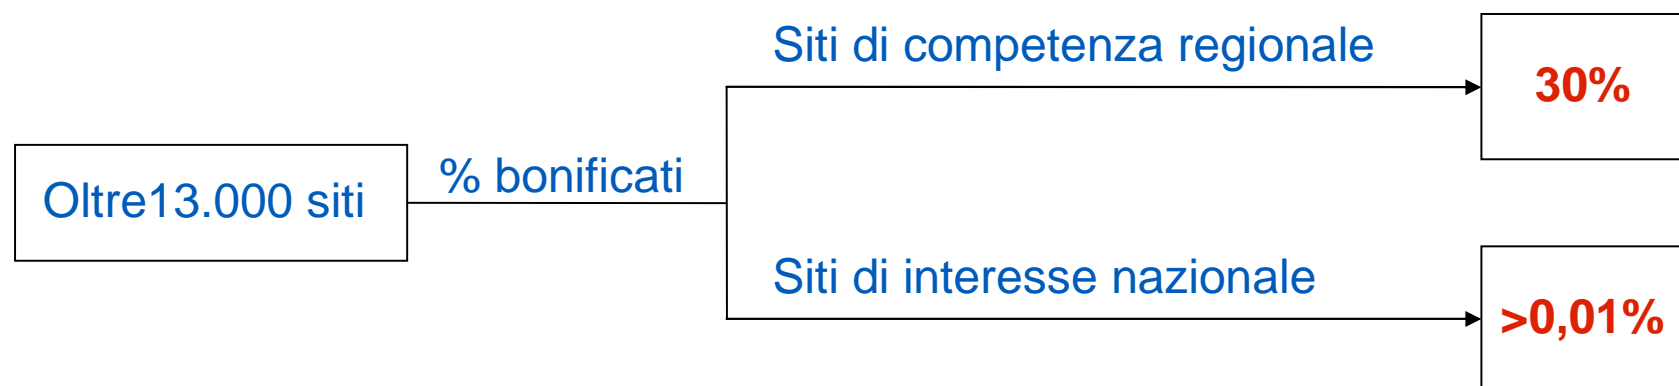 Siti di competenza regionale
30%
Oltre13.000 siti
% bonificati
Siti di interesse nazionale
>0,01%